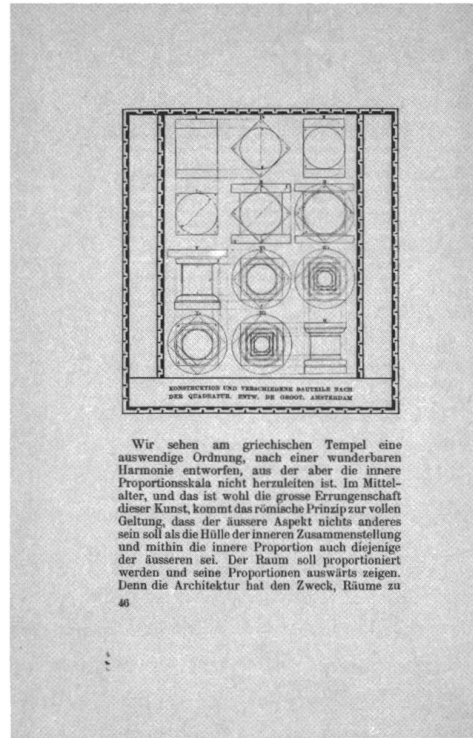 KONSTRUKTION UND VERSCHIEDENE BAUTEILE NACH
DER QUADRATUR. ENTW. DE GROOT, AMSTERDAM
Wir sehen am griechischen Tempel eine
auswendige Ordnung, nach einer wunderbaren
Harmonie entworfen, aus der aber die innere
Proportionsskala nicht herzuleiten ist. Im Mittel-
alter, und das ist wohl die grosse Errungenschaft
dieser Kunst, kommt das römische Prinzip zur vollen
Geltung, dass der äussere Aspekt nichts anderes
sein soll als die Hülle der inneren Zusammenstellung
und mithin die innere Proportion auch diejenige
der äusseren sei. Der Raum soll proportioniert
werden und seine Proportionen auswärts zeigen.
Denn die Architektur hat den Zweck, Räume zu
46